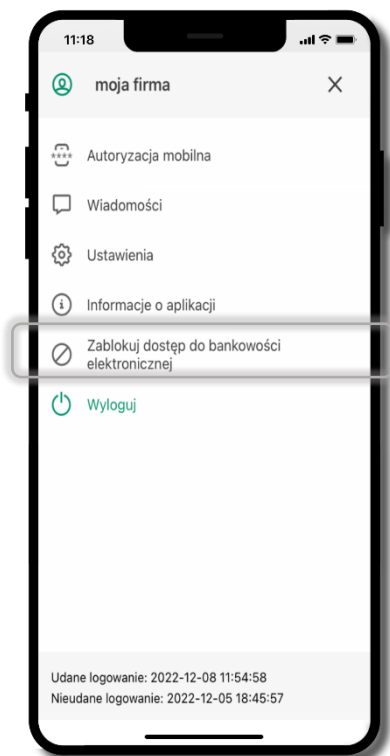 11:18
moja firma
Autoryzacja mobilna
Wiadomości
Ustawienia
Informacje o aplikacji
Zablokuj dostęp do bankowości
elektronicznej
Wyloguj
Udane logowanie: 2022-12-08 11:54:58
Nieudane logowanie: 2022-12-05 18:45:57